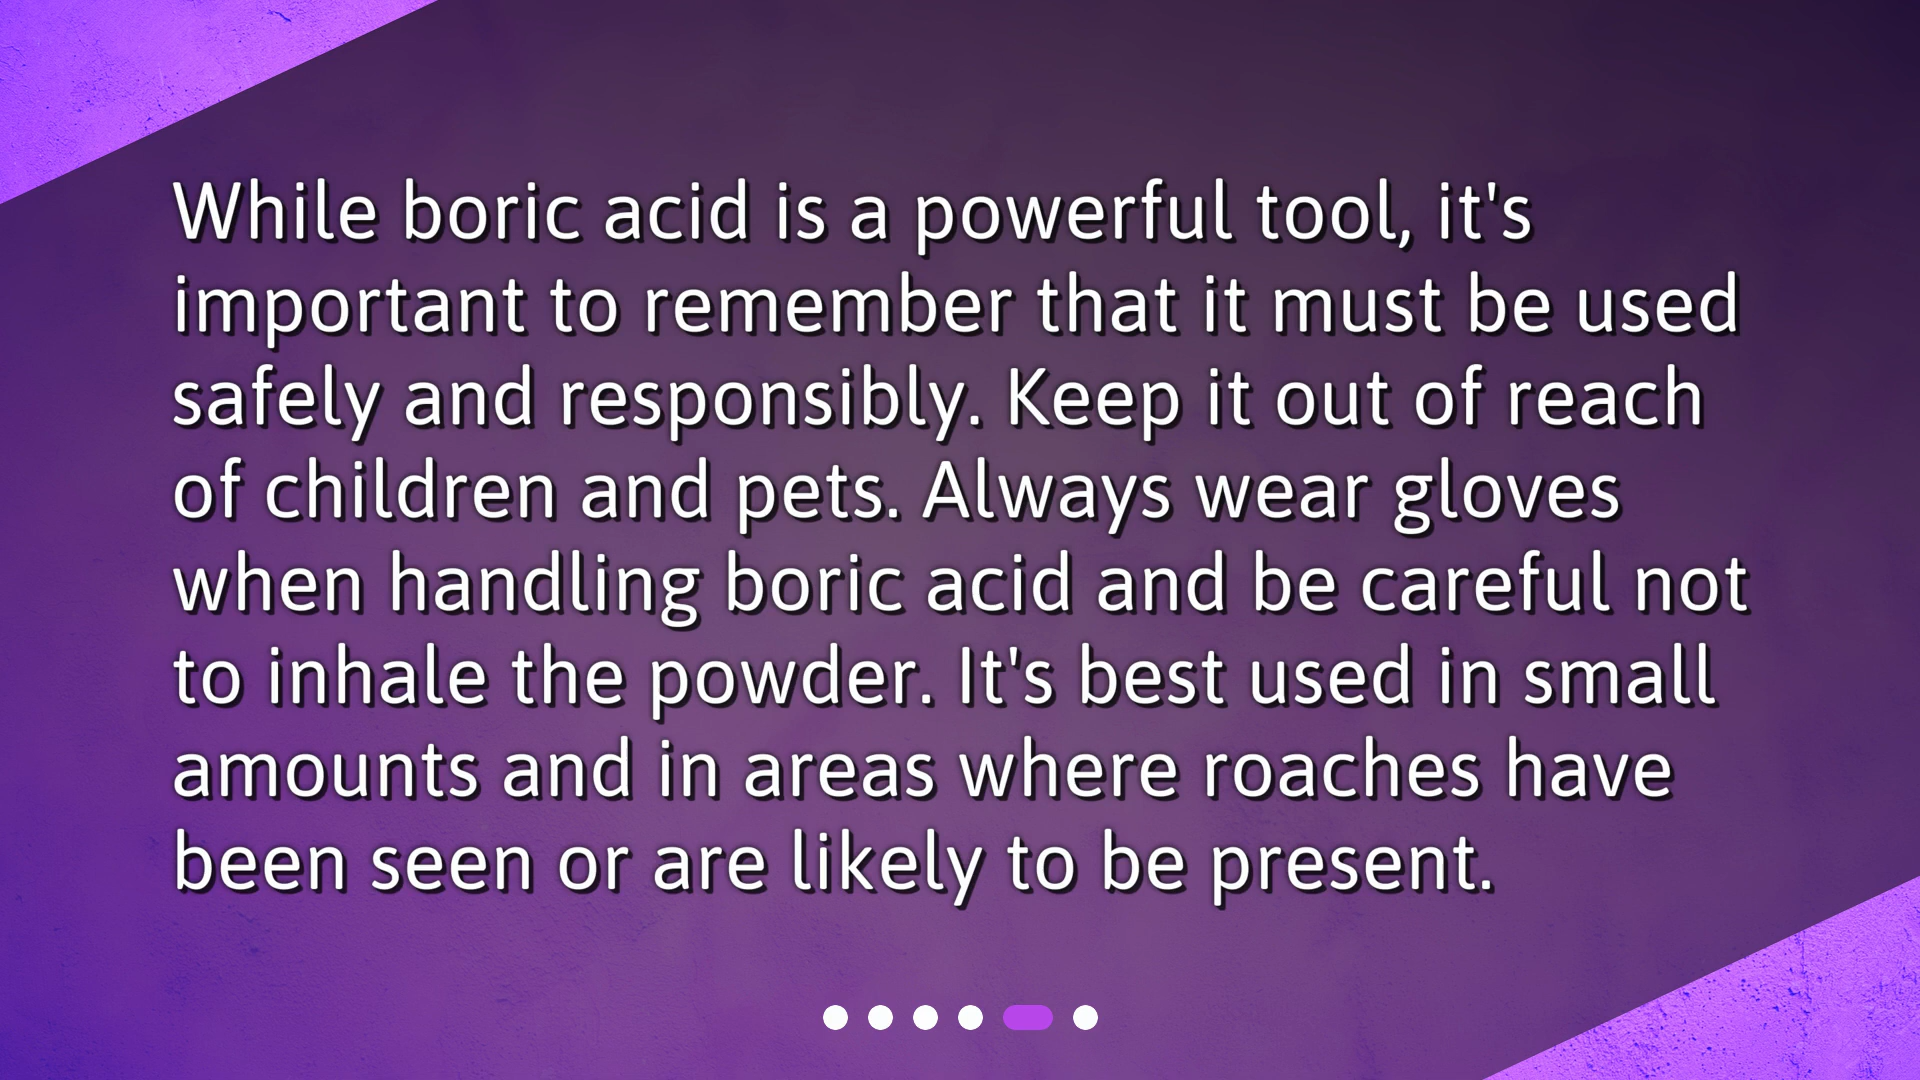 While boric acid is a powerful tool, it's
important to remember that it must be used
safely and responsibly. Keep it out of reach
of children and pets. Always wear gloves
when handling boric acid and be careful not
to inhale the powder. It's best used in small
amounts and in areas where roaches have
been seen or are likely to be present.